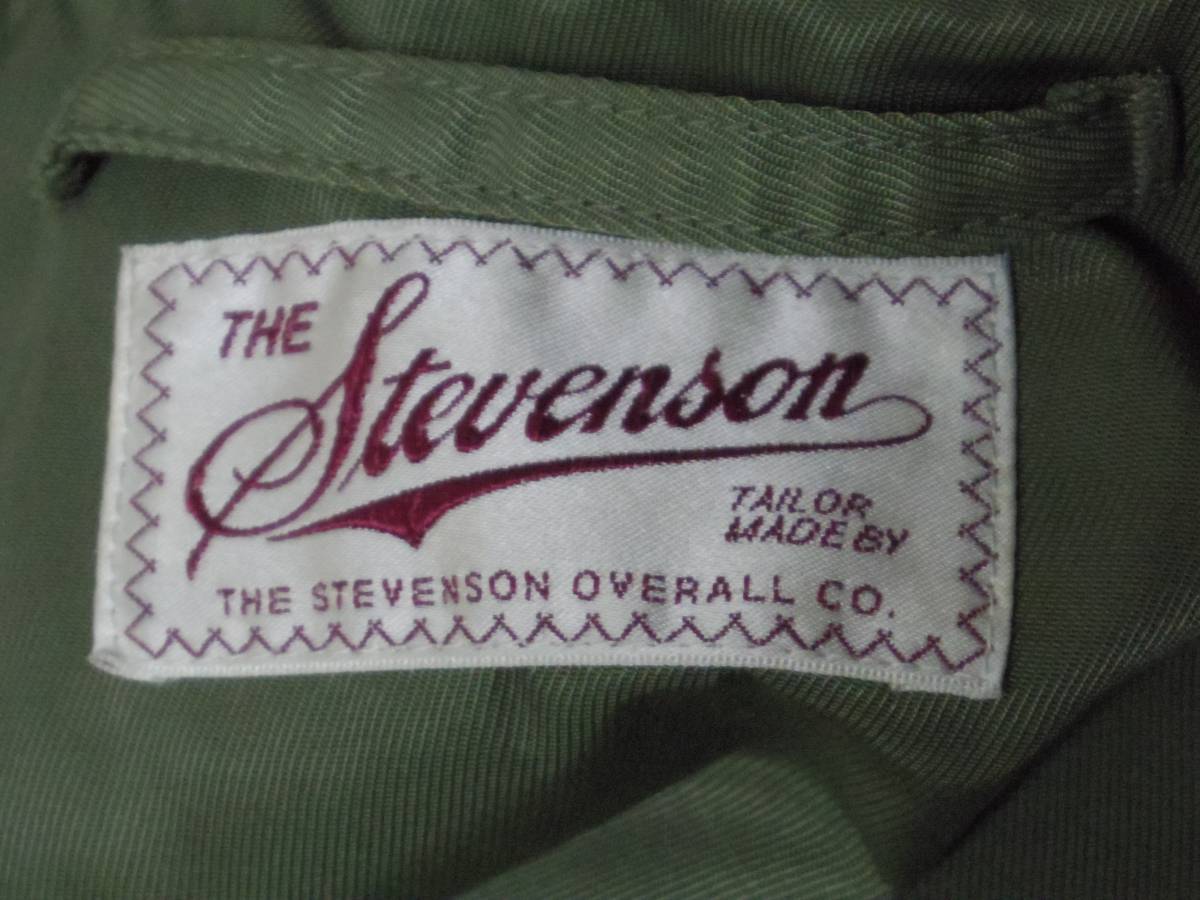 THE
Stevenson
TAILOR
MADE BY
THE STEVENSON OVERALL CO.